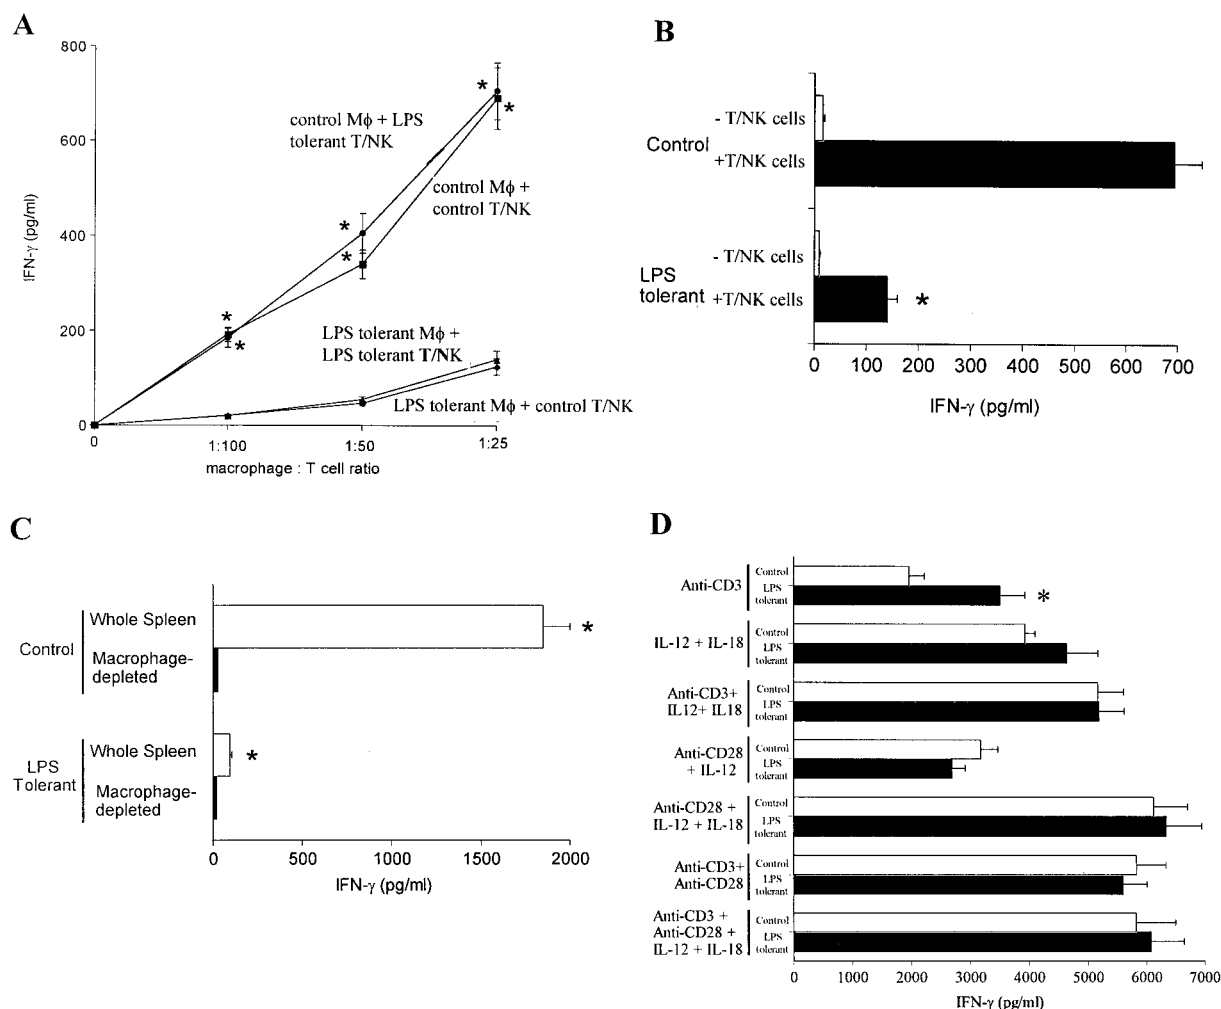 A
800
600
400
200
0
IFN-γ (pg/ml)
control Mϕ + LPS
tolerant T/NK
control Mϕ +
control T/NK
LPS tolerant Mϕ +
LPS tolerant T/NK
LPS tolerant Mϕ + control T/NK
*
*
*
*
*
*
0
1:100
1:50
1:25
macrophage : T cell ratio
B
Control
- T/NK cells
+T/NK cells
LPS
tolerant
- T/NK cells
+T/NK cells
*
0 100 200 300 400 500 600 700
IFN-γ (pg/ml)
C
Control
Whole Spleen
*
Macrophage-
depleted
LPS
Tolerant
Whole Spleen
*
Macrophage-
depleted
0 500 1000 1500 2000
IFN-γ (pg/ml)
D
Anti-CD3
Control
LPS
tolerant
*
IL-12 + IL-18
Control
LPS
tolerant
Anti-CD3+
IL12+ IL18
Control
LPS
tolerant
Anti-CD28
+ IL-12
Control
LPS
tolerant
Anti-CD28 +
IL-12 + IL-18
Control
LPS
tolerant
Anti-CD3+
Anti-CD28
Control
LPS
tolerant
Anti-CD3 +
Anti-CD28 +
IL-12 + IL-18
Control
LPS
tolerant
0 1000 2000 3000 4000 5000 6000 7000
IFN-γ (pg/ml)